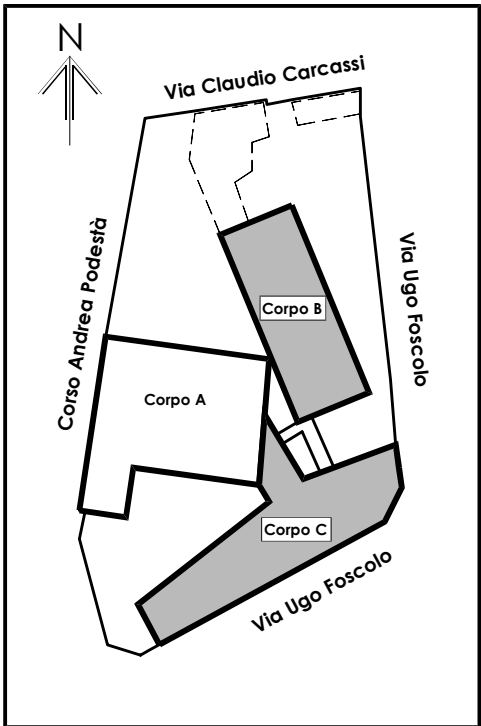 N
Via Claudio Carcassi
Corso Andrea Podestà
Via Ugo Foscolo
Corpo B
Corpo A
Corpo C
Via Ugo Foscolo